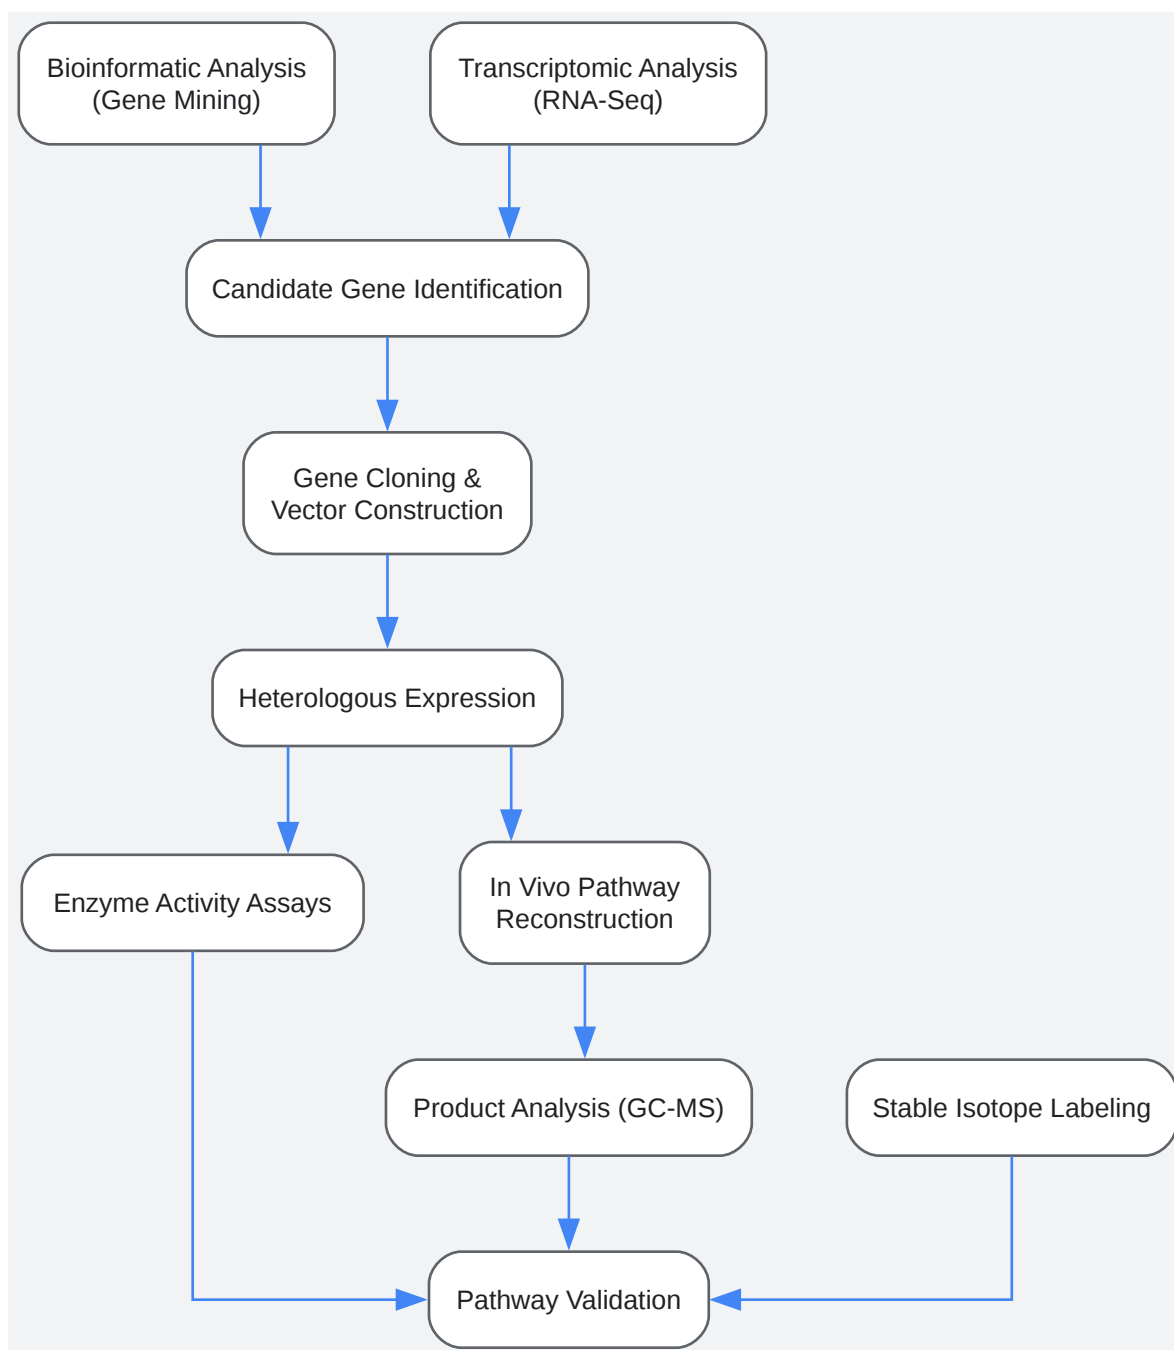 Bioinformatic Analysis
(Gene Mining)
Transcriptomic Analysis
(RNA-Seq)
Candidate Gene Identification
Gene Cloning &
Vector Construction
Heterologous Expression
Enzyme Activity Assays
In Vivo Pathway
Reconstruction
Product Analysis (GC-MS)
Stable Isotope Labeling
Pathway Validation